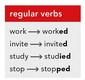 regular verbs
work → worked
invite → invited
study → studied
stop → stopped